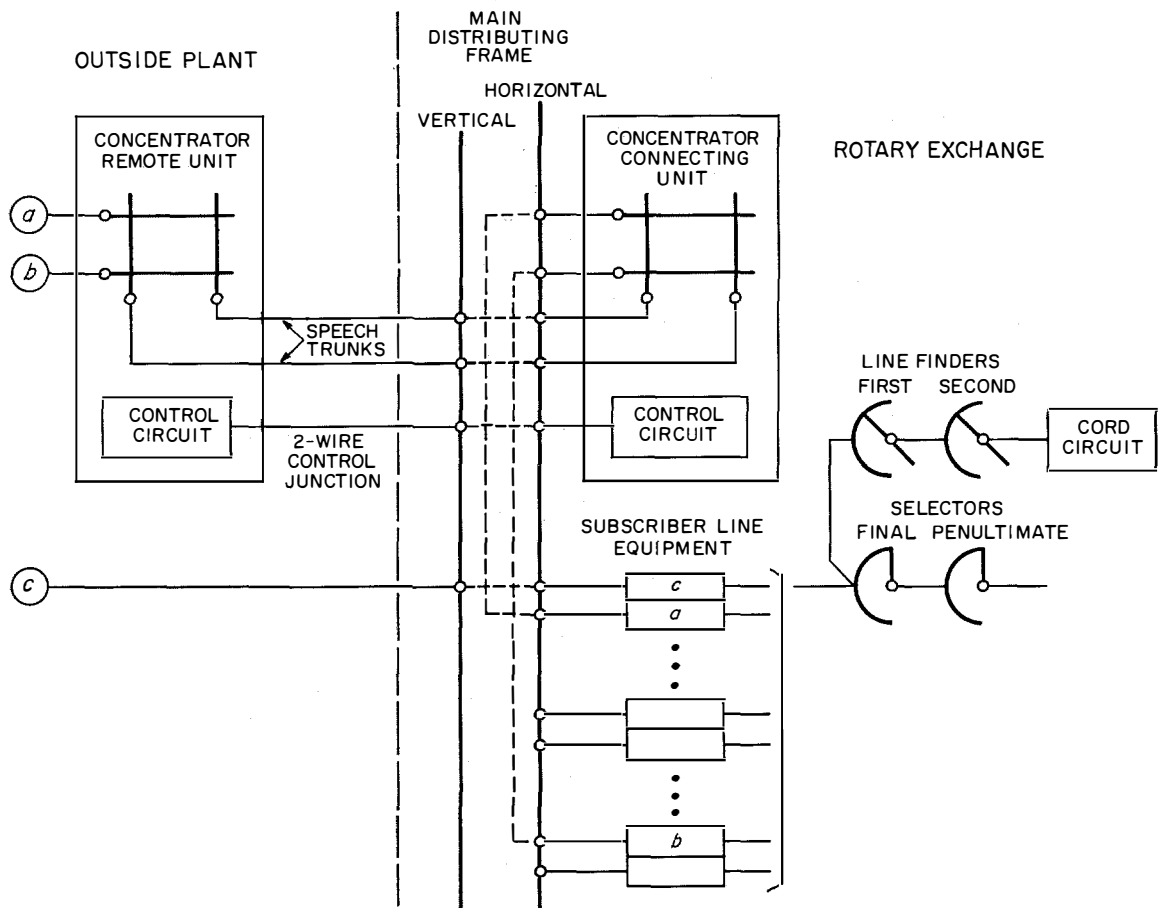 OUTSIDE PLANT
MAIN
DISTRIBUTING
FRAME
HORIZONTAL
VERTICAL
ROTARY EXCHANGE
CONCENTRATOR
REMOTE UNIT
CONCENTRATOR
CONNECTING
UNIT
a
b
SPEECH
TRUNKS
CONTROL
CIRCUIT
2-WIRE
CONTROL
JUNCTION
CONTROL
CIRCUIT
LINE FINDERS
FIRST SECOND
CORD
CIRCUIT
SELECTORS
FINAL PENULTIMATE
SUBSCRIBER LINE
EQUIPMENT
c
c
a
b